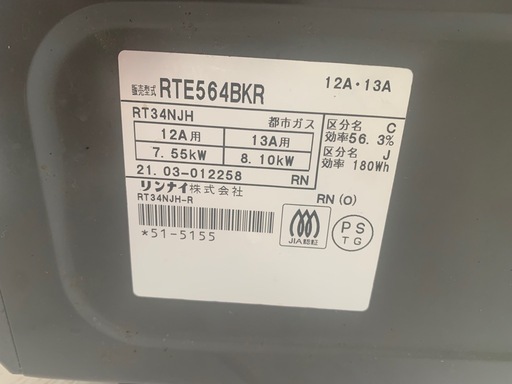 販売型式 RTE564BKR 12A・13A
RT34NJH 都市ガス
12A用 13A用
7.55kW 8.10kW
区分名 C
効率56.3%
区分名 J
効率 180Wh
21.03-012258 RN
リンナイ株式会社
RT34NJH-R
RN (O)
*51-5155
JIA認証
PS
TG